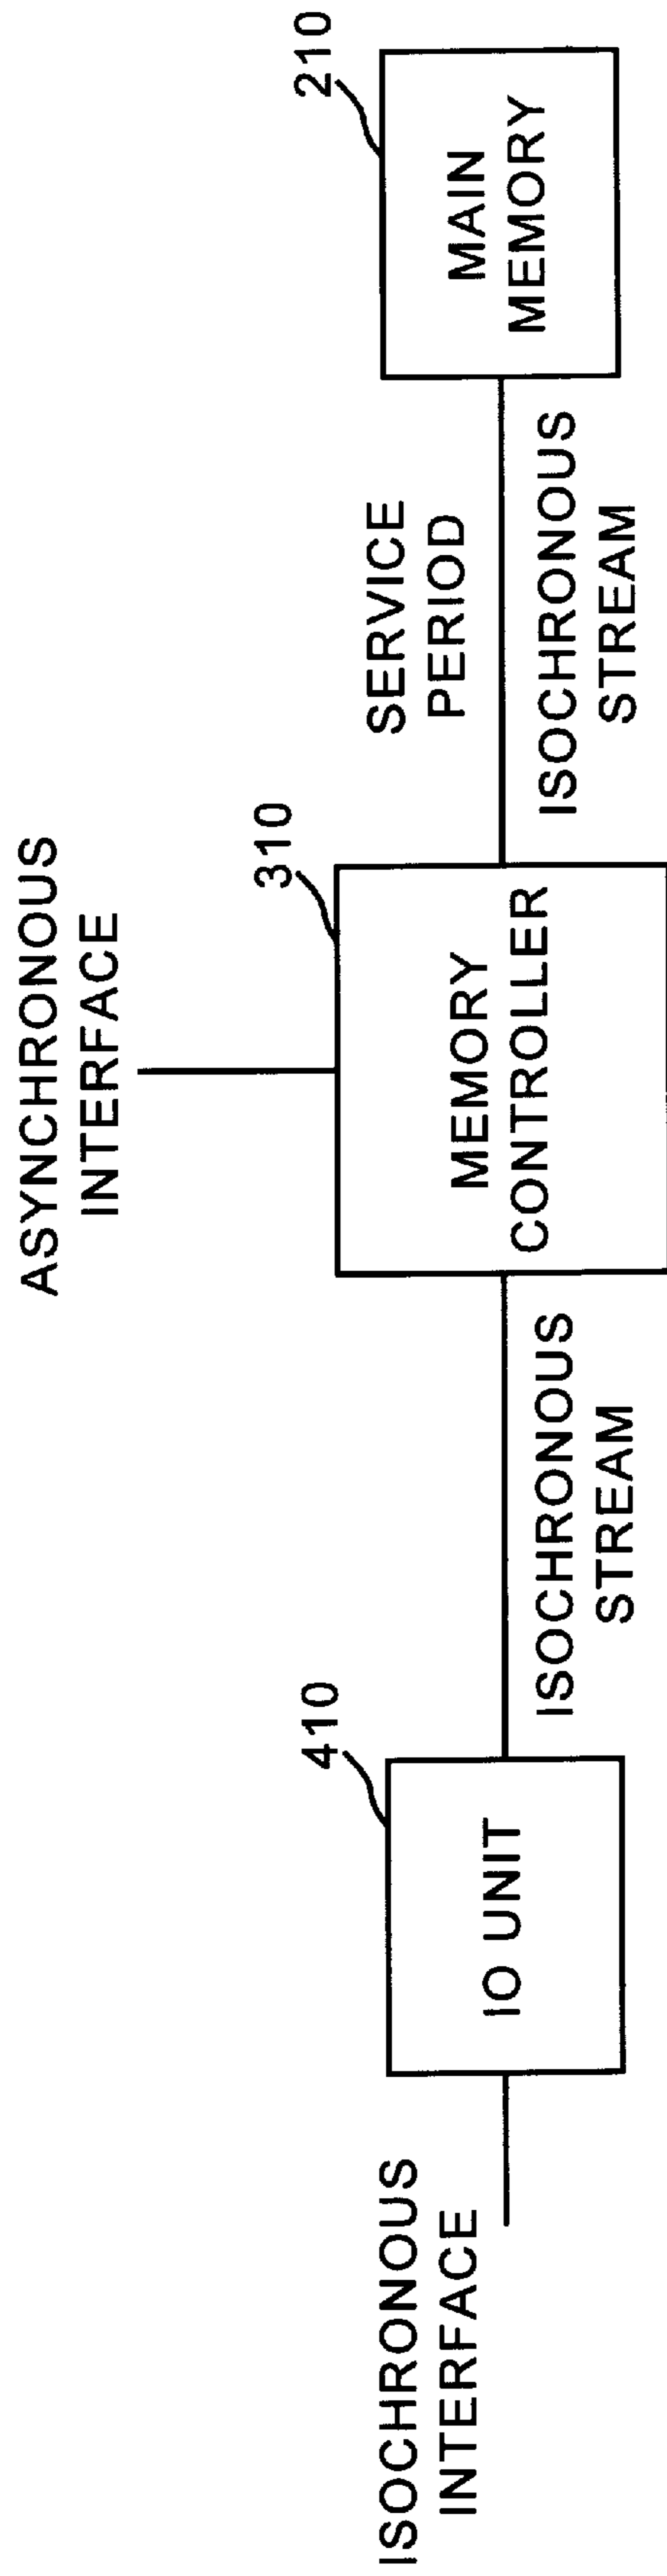 ASYNCHRONOUS
INTERFACE
ISOCHRONOUS
INTERFACE
410
IO UNIT
ISOCHRONOUS
STREAM
310
MEMORY
CONTROLLER
SERVICE
PERIOD
ISOCHRONOUS
STREAM
210
MAIN
MEMORY